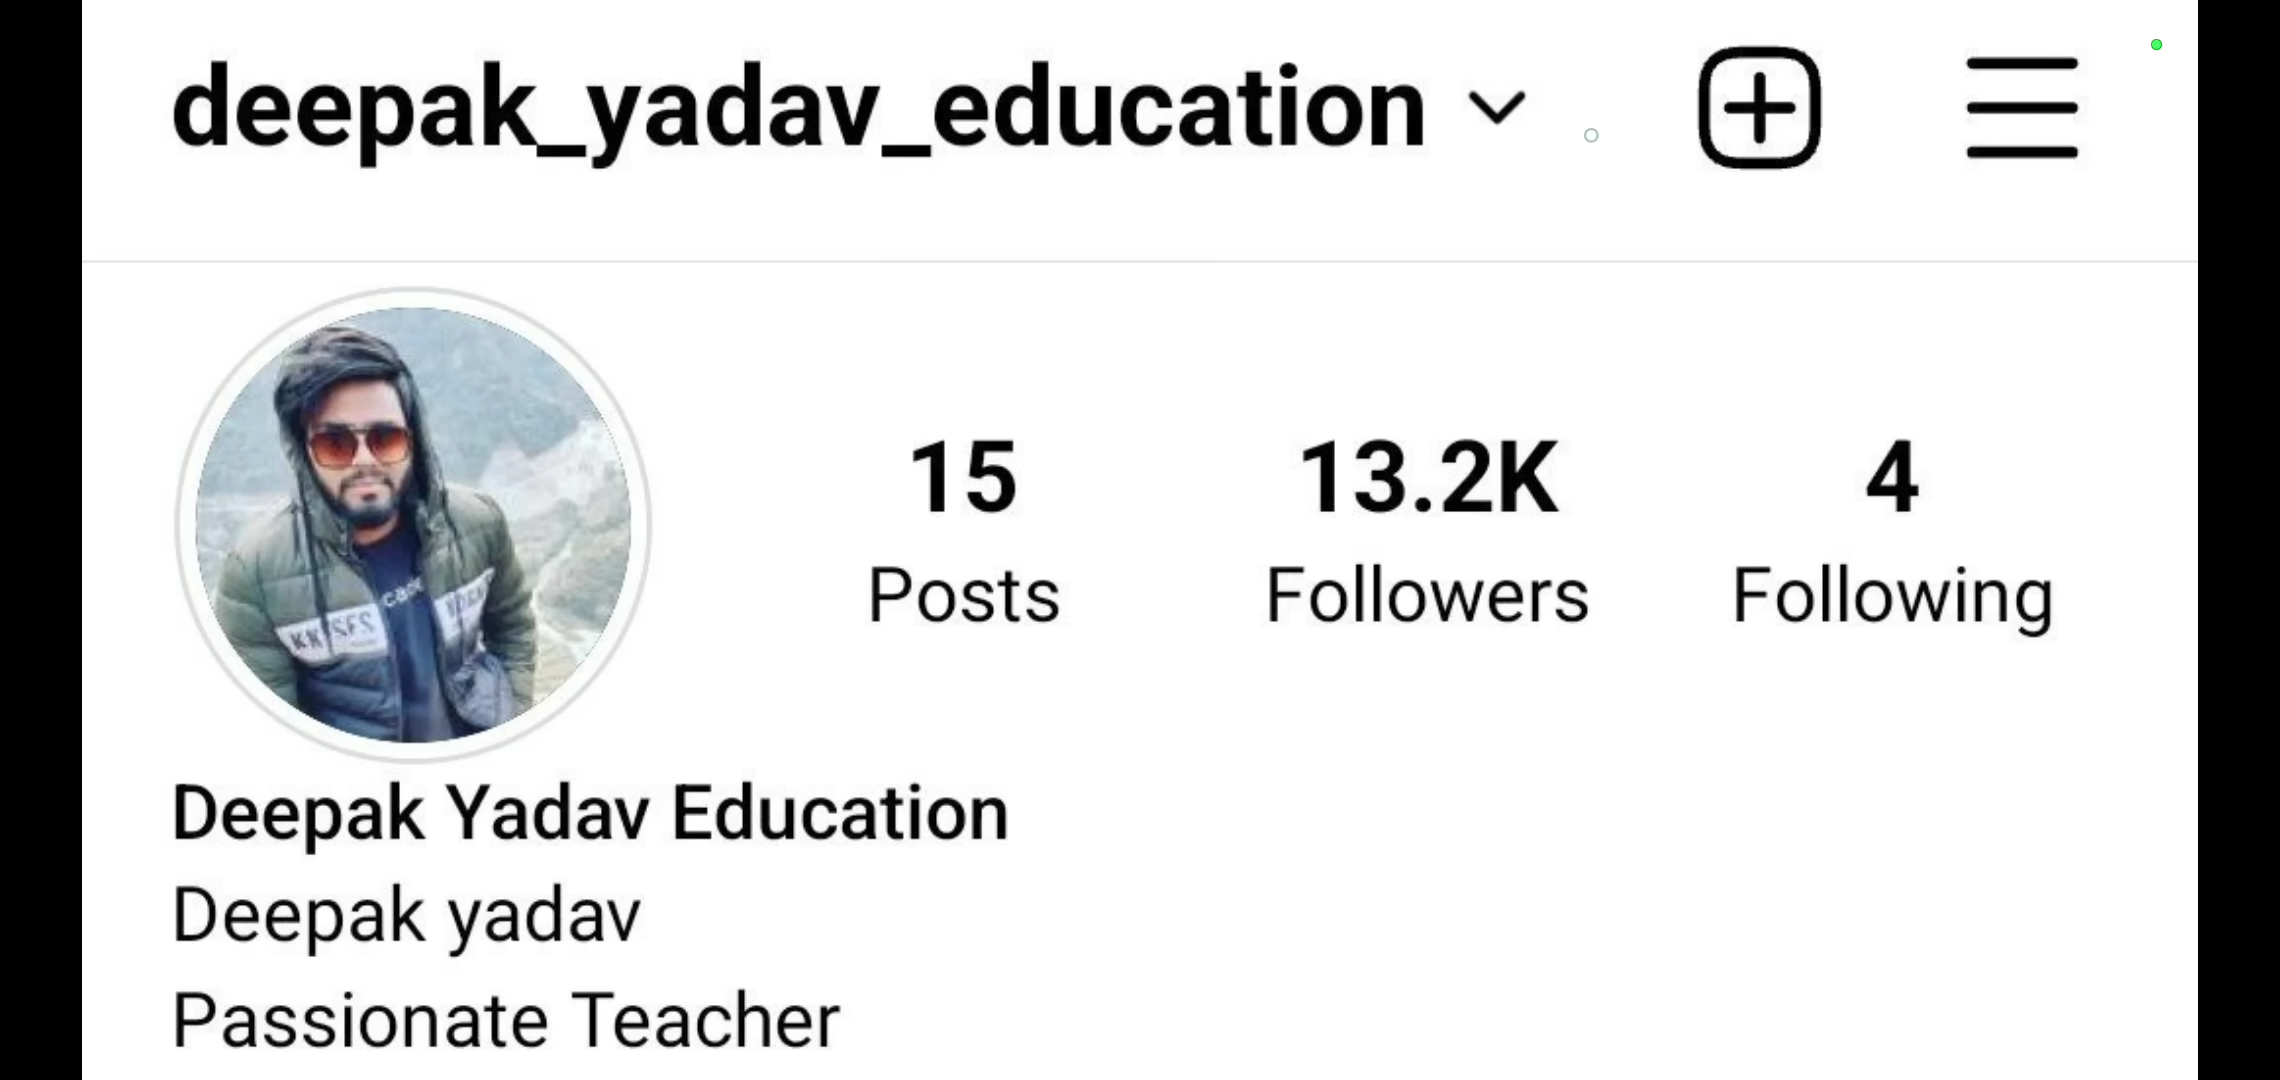 deepak_yadav_education
15
Posts
13.2K
Followers
4
Following
Deepak Yadav Education
Deepak yadav
Passionate Teacher